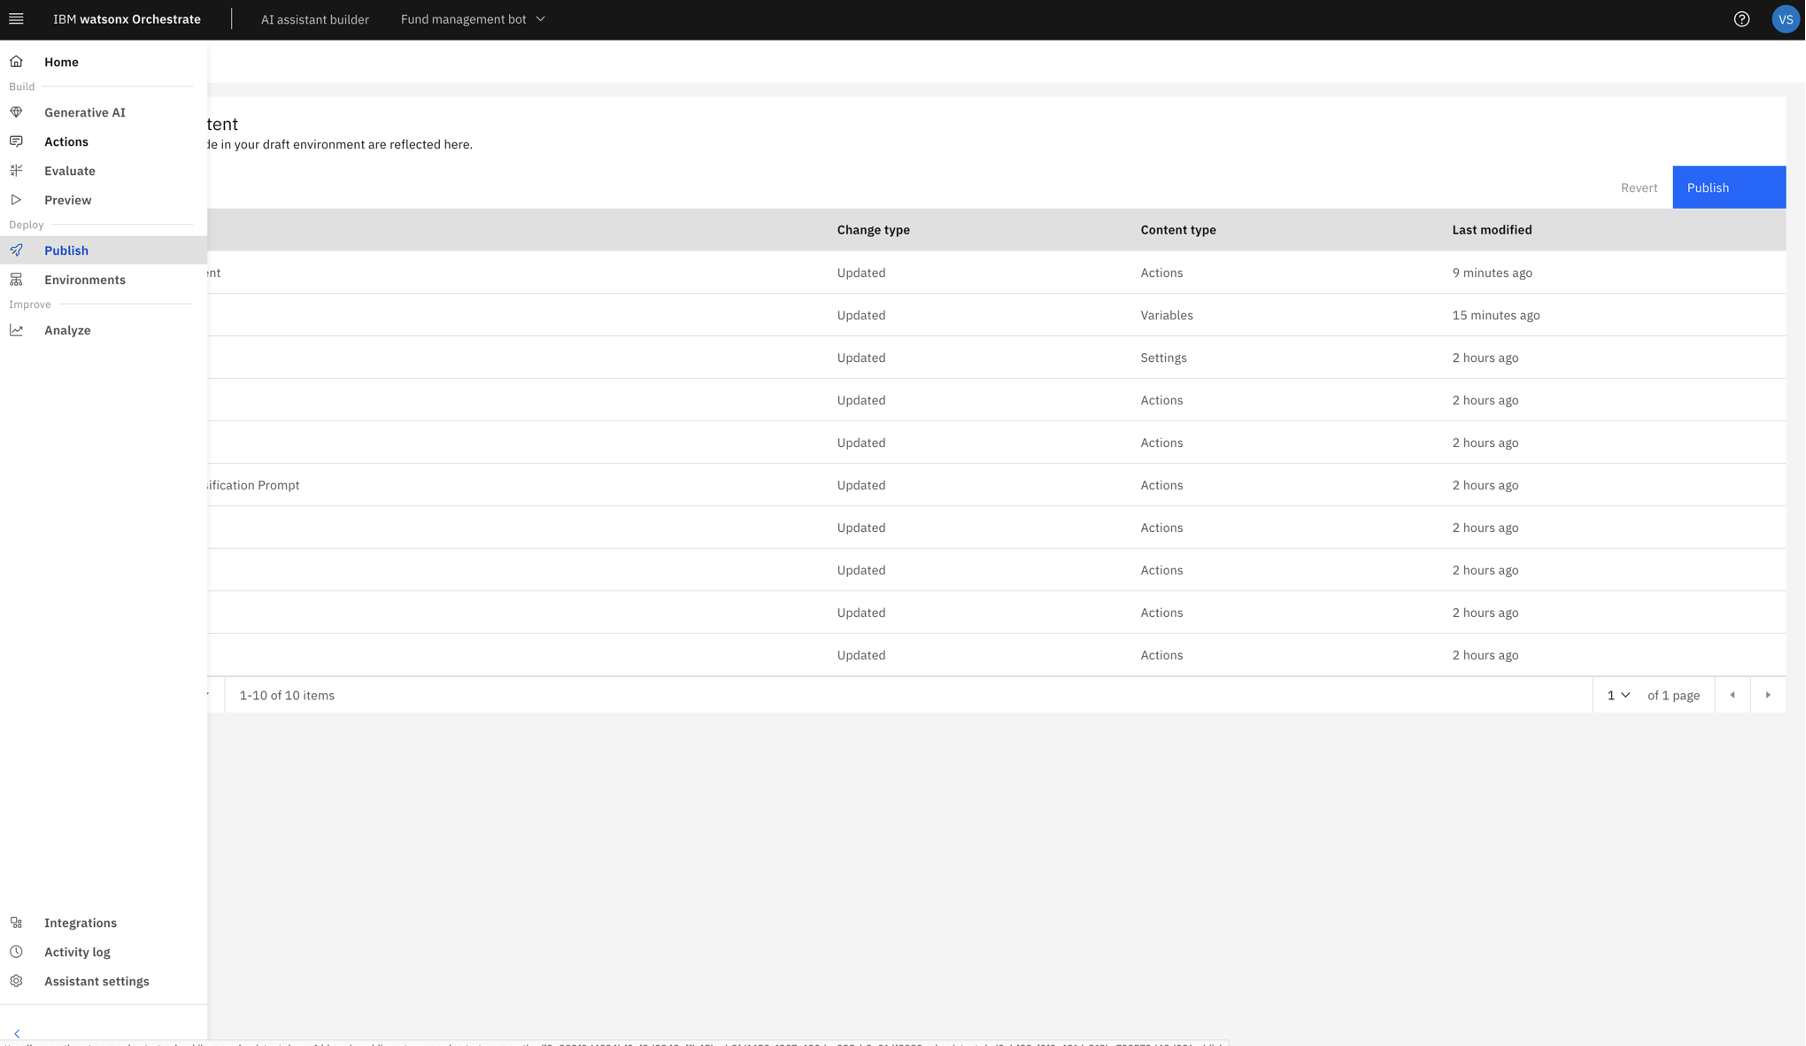 IBM watsonx Orchestrate AI assistant builder Fund management bot VS
Home
Build
Generative AI
Actions
Evaluate
Preview
Deploy
Publish
Environments
Improve
Analyze
Integrations
Activity log
Assistant settings
tent
de in your draft environment are reflected here.
Revert Publish
Change type Content type Last modified
ent Updated Actions 9 minutes ago
Updated Variables 15 minutes ago
Updated Settings 2 hours ago
Updated Actions 2 hours ago
Updated Actions 2 hours ago
sification Prompt Updated Actions 2 hours ago
Updated Actions 2 hours ago
Updated Actions 2 hours ago
Updated Actions 2 hours ago
Updated Actions 2 hours ago
1-10 of 10 items 1 of 1 page